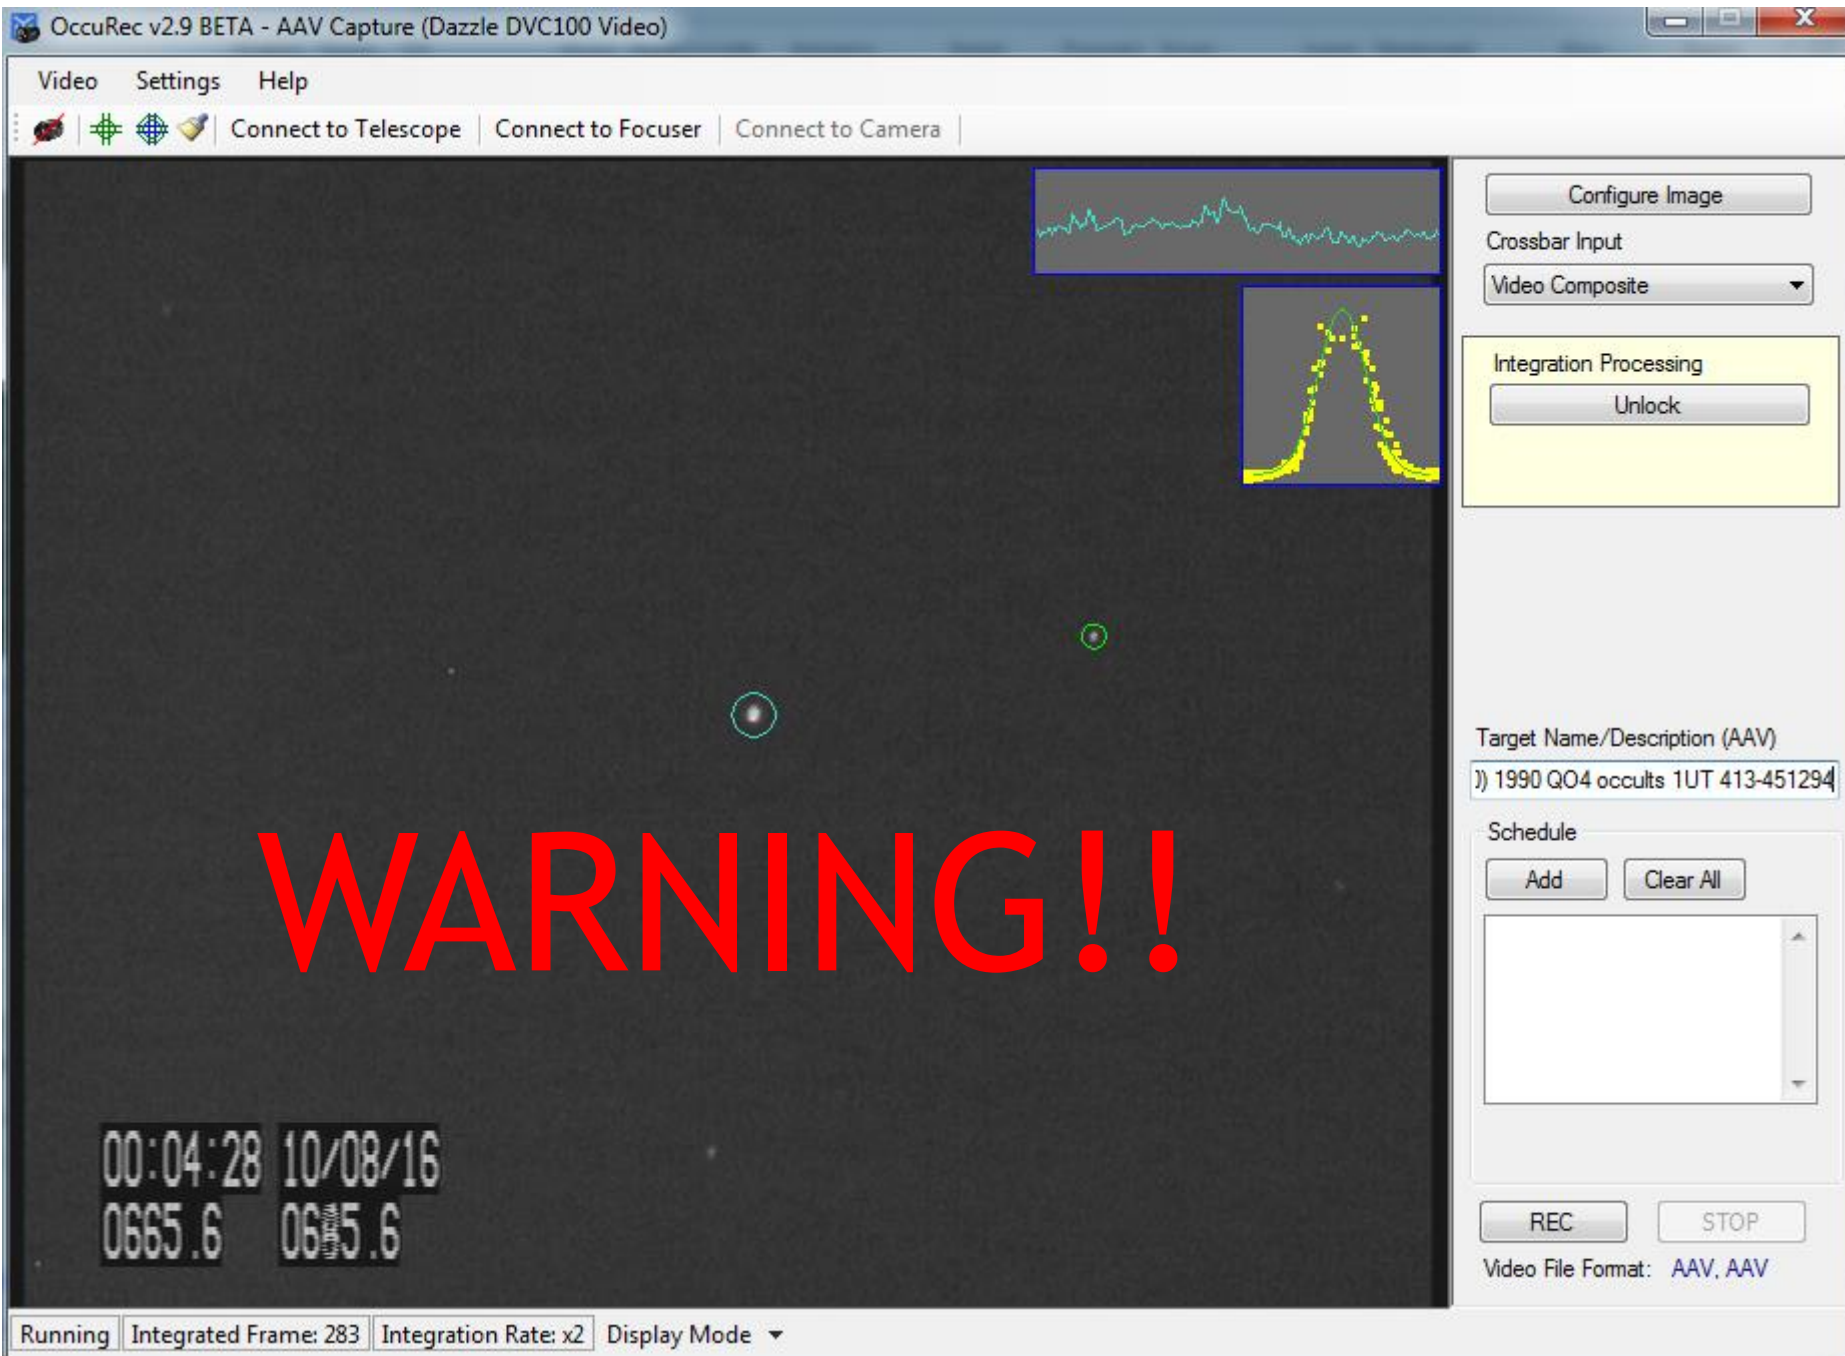 OccuRec v2.9 BETA - AAV Capture (Dazzle DVC100 Video)
Video Settings Help
Connect to Telescope Connect to Focuser Connect to Camera
Configure Image
Crossbar Input
Video Composite
Integration Processing
Unlock
Target Name/Description (AAV)
)) 1990 QO4 occults 1UT 413-451294
Schedule
Add Clear All
WARNING!!
00:04:28 10/08/16
0665.6
REC STOP
Video File Format: AAV, AAV
Running Integrated Frame: 283 Integration Rate: x2 Display Mode